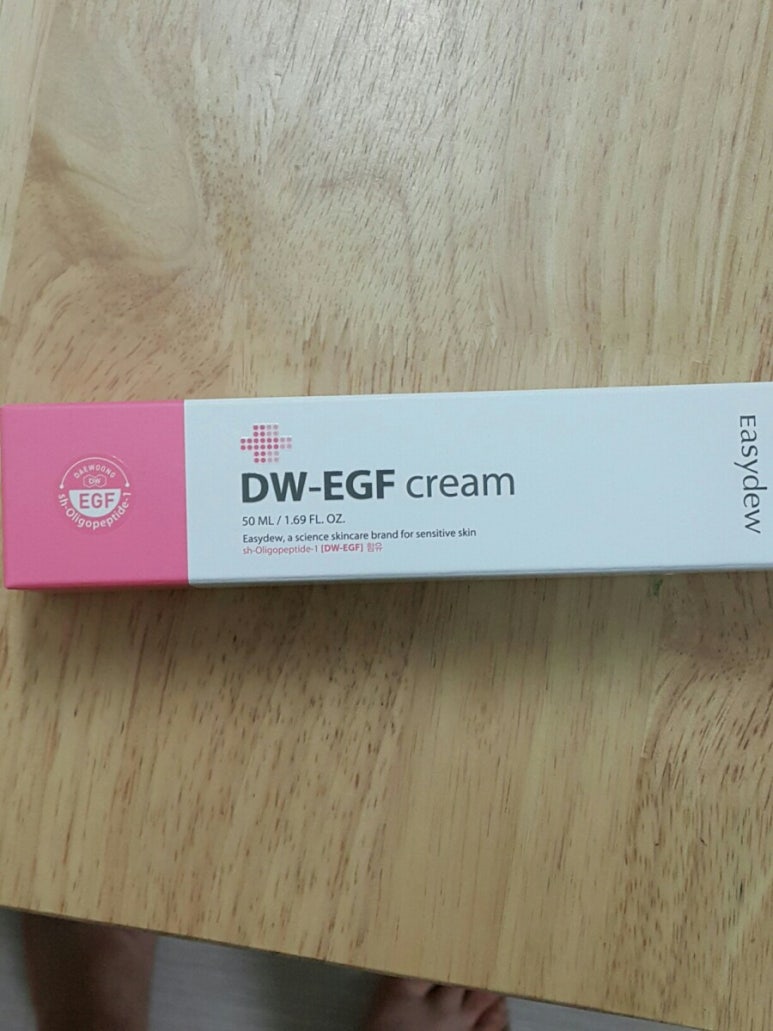 DAEWOONG
DW
EGF
sh-Oligopeptide-1
DW-EGF cream
50 ML / 1.69 FL. OZ.
Easydew, a science skincare brand for sensitive skin
sh-Oligopeptide-1 [DW-EGF] 함유
Easydew